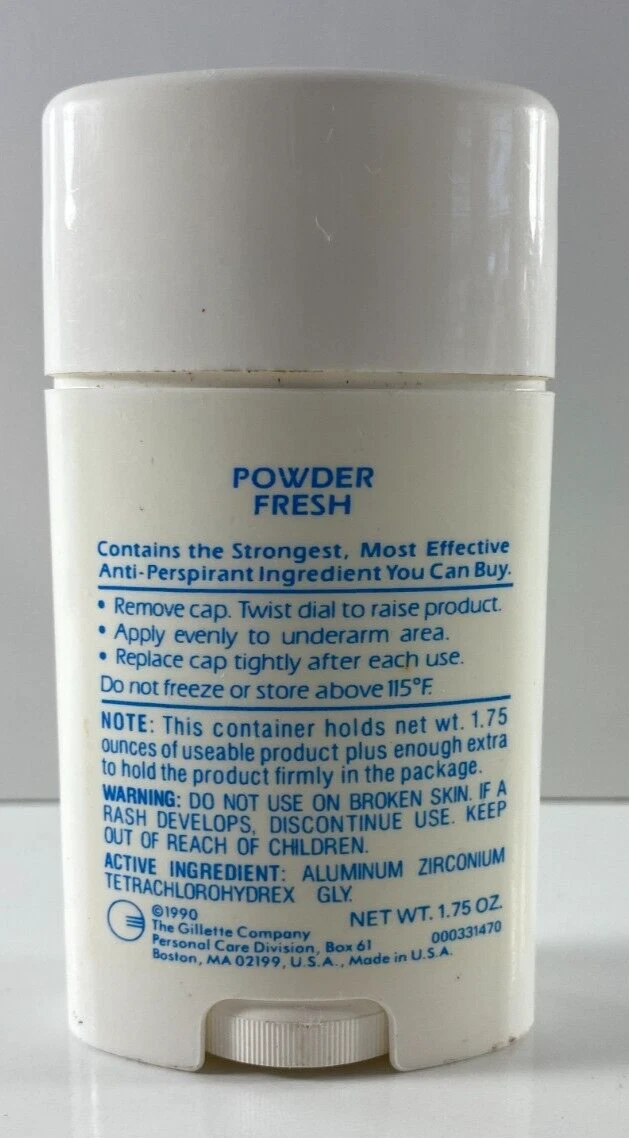 POWDER
FRESH
Contains the Strongest, Most Effective
Anti-Perspirant Ingredient You Can Buy.
• Remove cap. Twist dial to raise product.
• Apply evenly to underarm area.
• Replace cap tightly after each use.
Do not freeze or store above 115°F.
NOTE: This container holds net wt. 1.75
ounces of useable product plus enough extra
to hold the product firmly in the package.
WARNING: DO NOT USE ON BROKEN SKIN. IF A
RASH DEVELOPS, DISCONTINUE USE. KEEP
OUT OF REACH OF CHILDREN.
ACTIVE INGREDIENT: ALUMINUM ZIRCONIUM
TETRACHLOROHYDREX GLY.
©1990 NET WT. 1.75 OZ.
The Gillette Company
Personal Care Division, Box 61 000331470
Boston, MA 02199, U.S.A., Made in U.S.A.